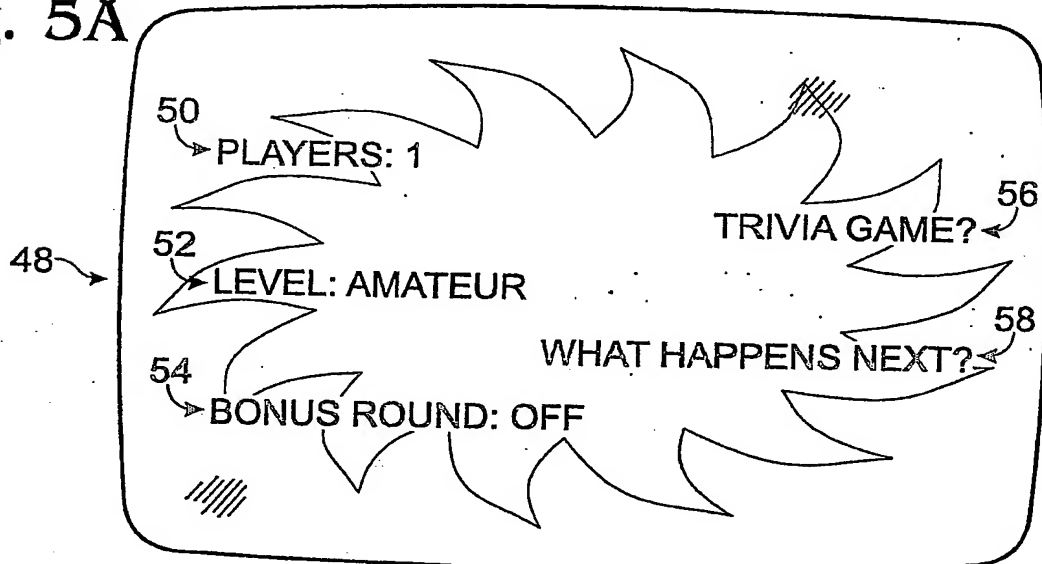 . 5A
50
PLAYERS: 1
56
TRIVIA GAME?
52
48
LEVEL: AMATEUR
58
WHAT HAPPENS NEXT?
54
BONUS ROUND: OFF